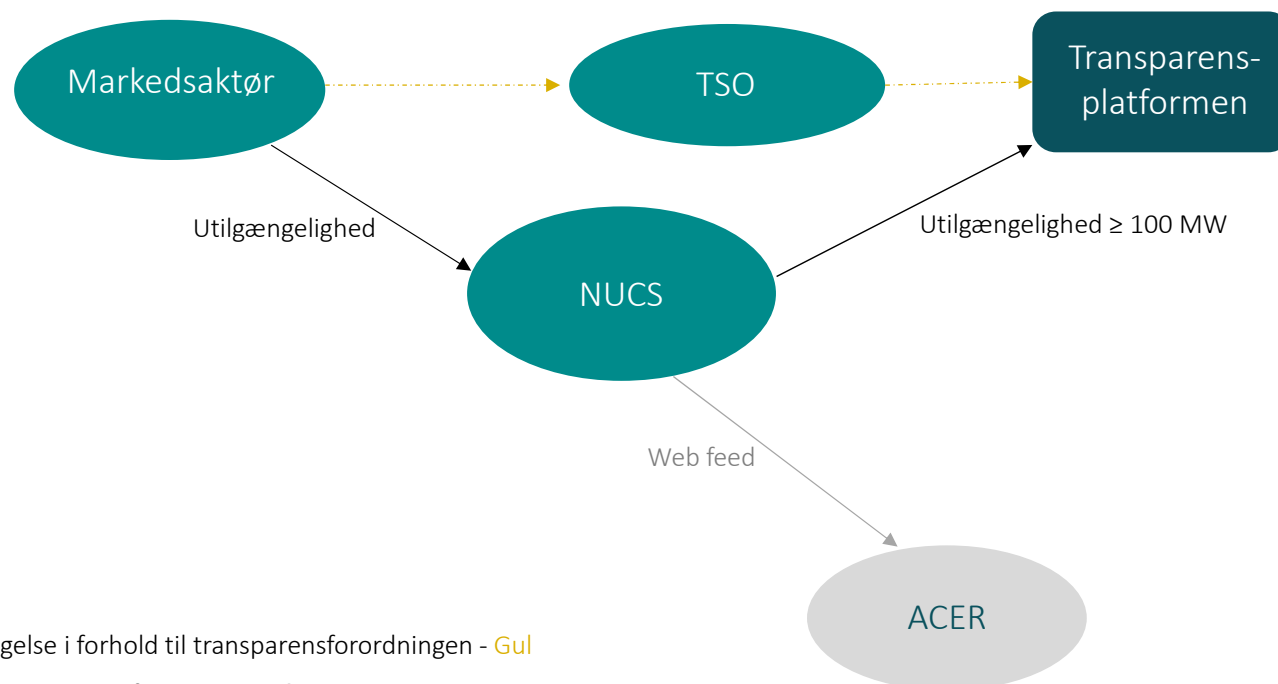 Markedsaktør
TSO
Transparens-
platformen
Utilgængelighed
Utilgængelighed ≥ 100 MW
NUCS
Web feed
ACER
gelse i forhold til transparensforordningen - Gul